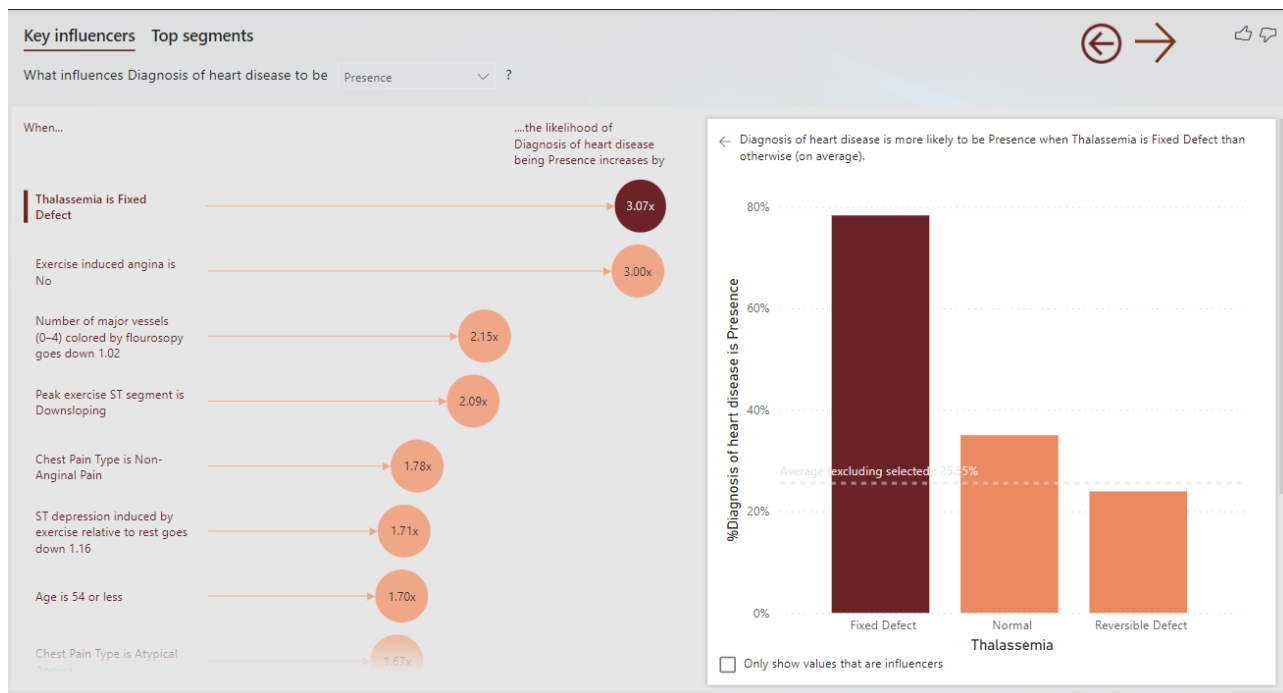 Key influencers Top segments
What influences Diagnosis of heart disease to be Presence ?
When...
....the likelihood of
Diagnosis of heart disease
being Presence increases by
Thalassemia is Fixed
Defect
3.07x
Exercise induced angina is
No
3.00x
Number of major vessels
(0–4) colored by flourosopy
goes down 1.02
2.15x
Peak exercise ST segment is
Downsloping
2.09x
Chest Pain Type is Non-
Anginal Pain
1.78x
ST depression induced by
exercise relative to rest goes
down 1.16
1.71x
Age is 54 or less
1.70x
Chest Pain Type is Atypical
Angina
1.67x
Diagnosis of heart disease is more likely to be Presence when Thalassemia is Fixed Defect than
otherwise (on average).
%Diagnosis of heart disease is Presence
80%
60%
40%
20%
0%
Average (excluding selected): 25.55%
Fixed Defect Normal Reversible Defect
Thalassemia
Only show values that are influencers